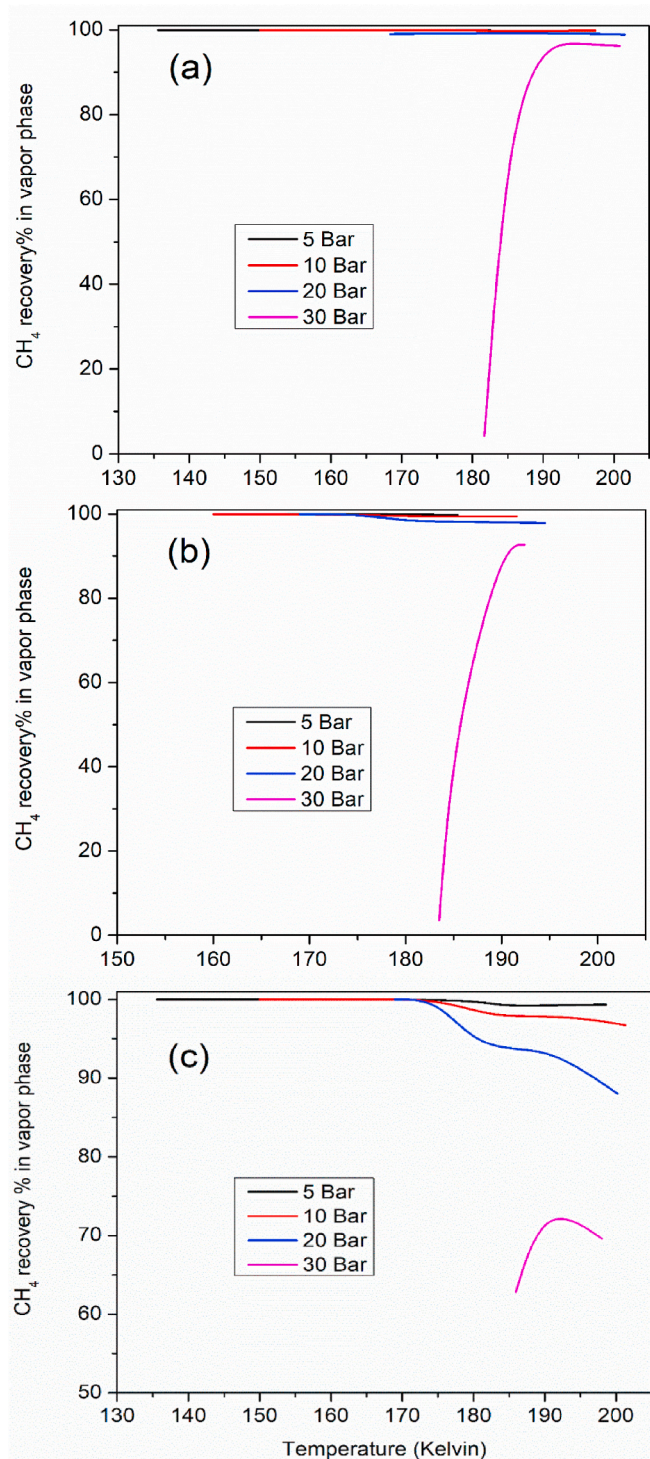 100
80
60
40
20
0
CH4 recovery% in vapor phase
(a)
5 Bar
10 Bar
20 Bar
30 Bar
130 140 150 160 170 180 190 200
100
80
60
40
20
0
CH4 recovery% in vapor phase
(b)
5 Bar
10 Bar
20 Bar
30 Bar
150 160 170 180 190 200
100
90
80
70
60
50
CH4 recovery % in vapor phase
(c)
5 Bar
10 Bar
20 Bar
30 Bar
130 140 150 160 170 180 190 200
Temperature (Kelvin)